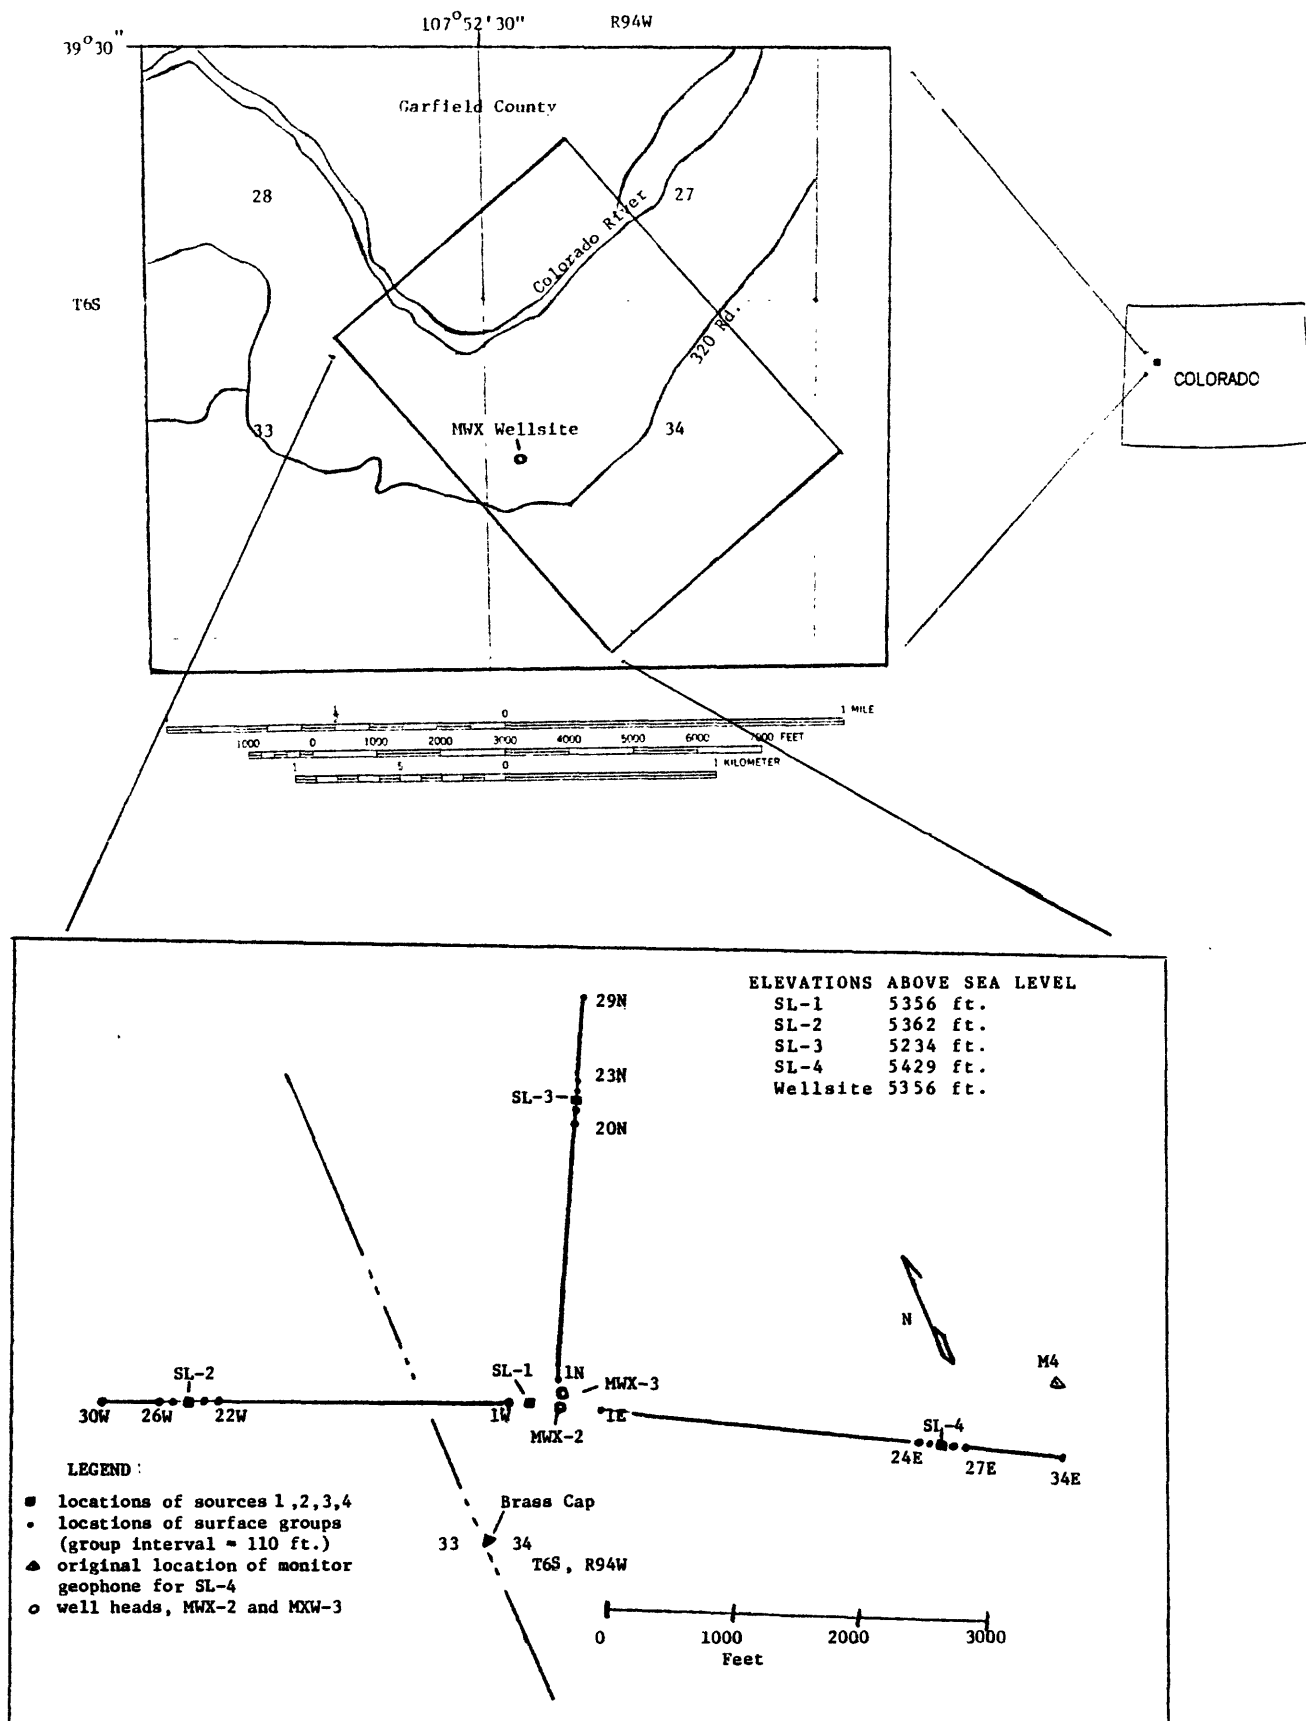 107°52'30"
R94W
39°30"
Garfield County
28
27
Colorado River
T6S
320 Rd.
COLORADO
33
MWX Wellsite
34
0
1 MILE
1000 0 1000 2000 3000 4000 5000 6000 7000 FEET
1 5 0 1 KILOMETER
ELEVATIONS ABOVE SEA LEVEL
SL-1 5356 ft.
SL-2 5362 ft.
SL-3 5234 ft.
SL-4 5429 ft.
Wellsite 5356 ft.
29N
23N
SL-3
20N
N
M4
SL-2
SL-1
1N
MWX-3
30W
26W
22W
1W
MWX-2
1E
SL-4
24E
27E
34E
LEGEND:
locations of sources 1,2,3,4
locations of surface groups
(group interval = 110 ft.)
original location of monitor
geophone for SL-4
well heads, MWX-2 and MXW-3
Brass Cap
33
34
T6S, R94W
0 1000 2000 3000
Feet